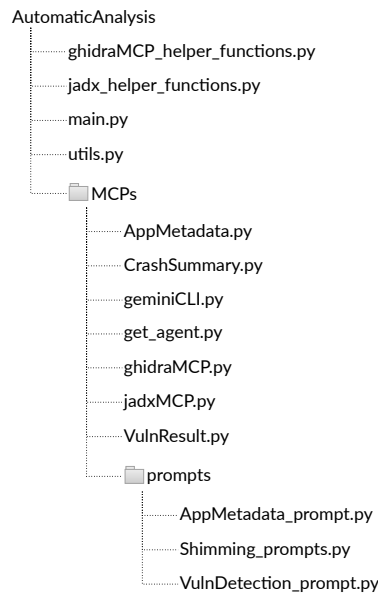 AutomaticAnalysis
ghidraMCP_helper_functions.py
jadx_helper_functions.py
main.py
utils.py
MCPs
AppMetadata.py
CrashSummary.py
geminiCLI.py
get_agent.py
ghidraMCP.py
jadxMCP.py
VulnResult.py
prompts
AppMetadata_prompt.py
Shimming_prompts.py
VulnDetection_prompt.py